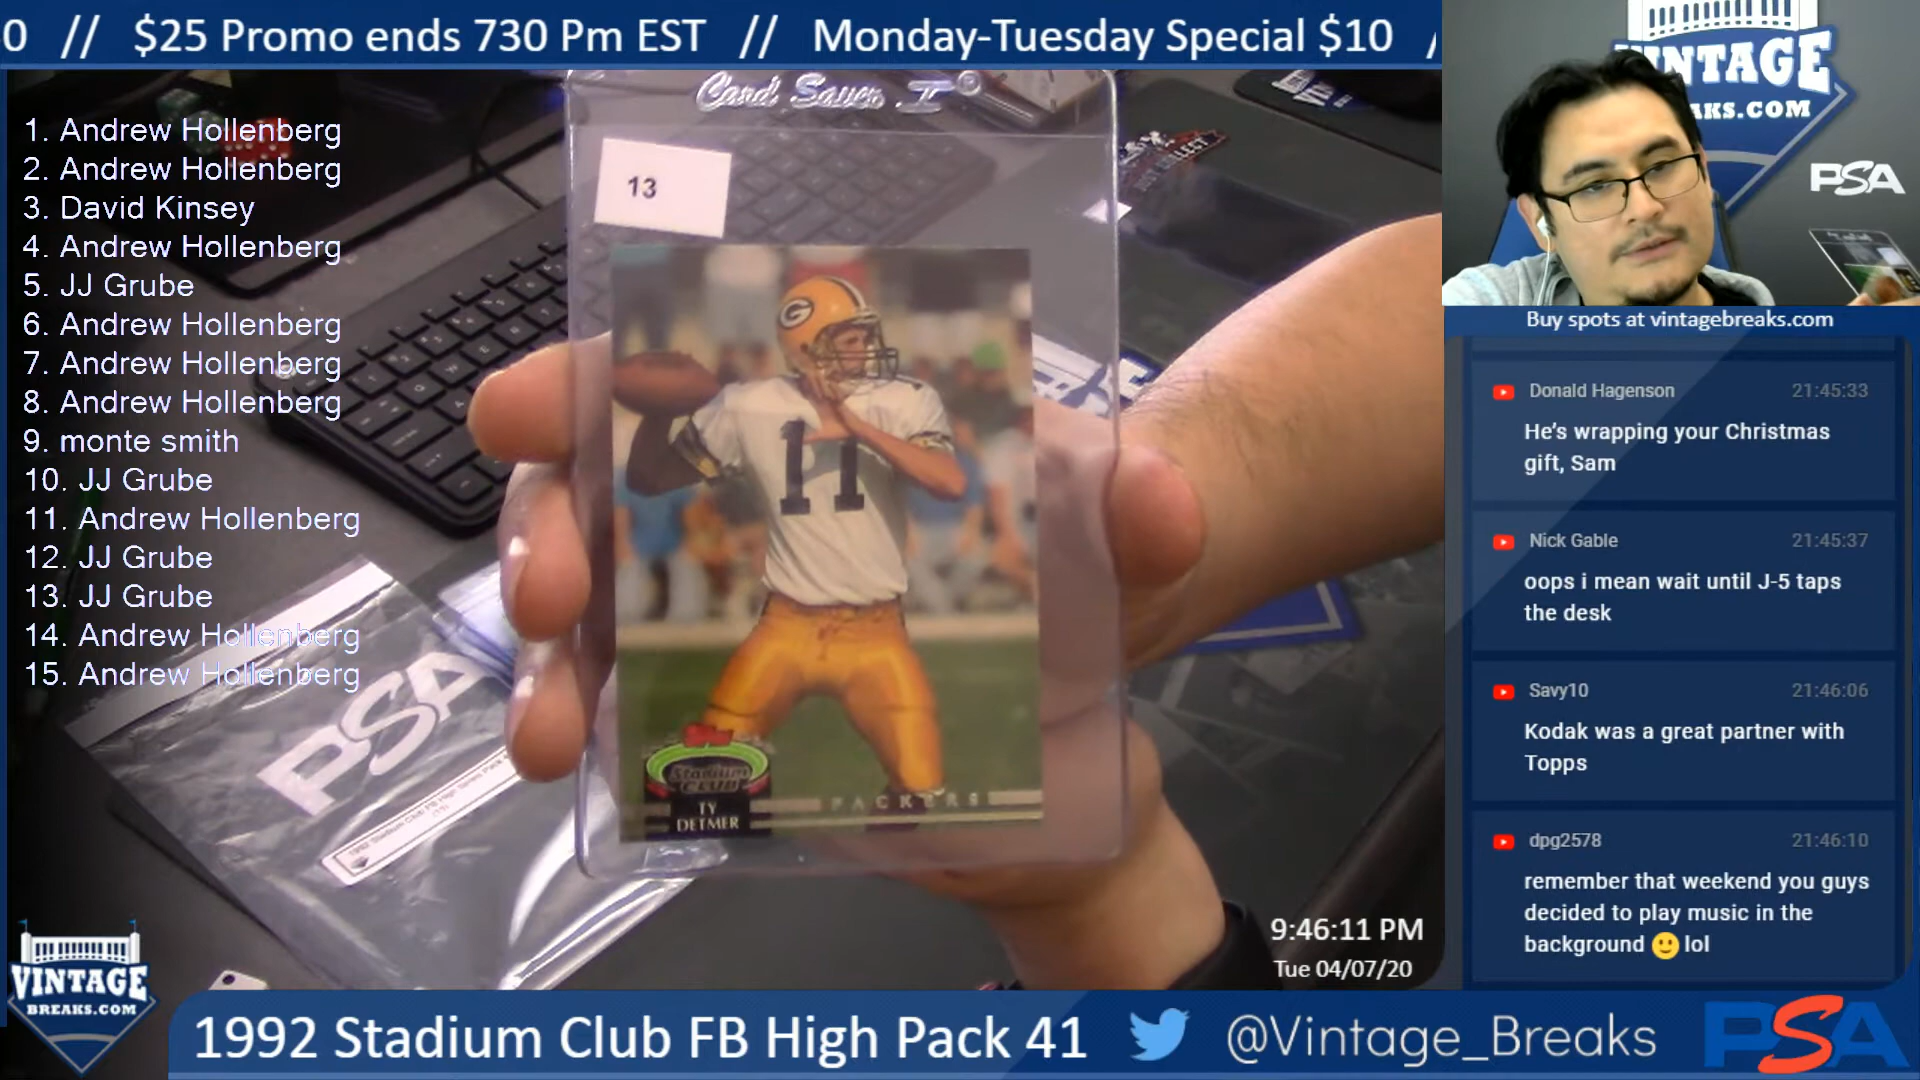 0 // $25 Promo ends 730 Pm EST // Monday-Tuesday Special $10 /
1. Andrew Hollenberg
2. Andrew Hollenberg
3. David Kinsey
4. Andrew Hollenberg
5. JJ Grube
6. Andrew Hollenberg
7. Andrew Hollenberg
8. Andrew Hollenberg
9. monte smith
10. JJ Grube
11. Andrew Hollenberg
12. JJ Grube
13. JJ Grube
14. Andrew Hollenberg
15. Andrew Hollenberg
Card Saver I
13
G
11
Stadium
Club
TY
DETMER
PACKERS
PSA
VINTAGE
BREAKS.COM
9:46:11 PM
Tue 04/07/20
VINTAGE
AKS.COM
PSA
Buy spots at vintagebreaks.com
Donald Hagenson 21:45:33
He's wrapping your Christmas
gift, Sam
Nick Gable 21:45:37
oops i mean wait until J-5 taps
the desk
Savy10 21:46:06
Kodak was a great partner with
Topps
dpg2578 21:46:10
remember that weekend you guys
decided to play music in the
background 🙂 lol
1992 Stadium Club FB High Pack 41
@Vintage_Breaks
PSA